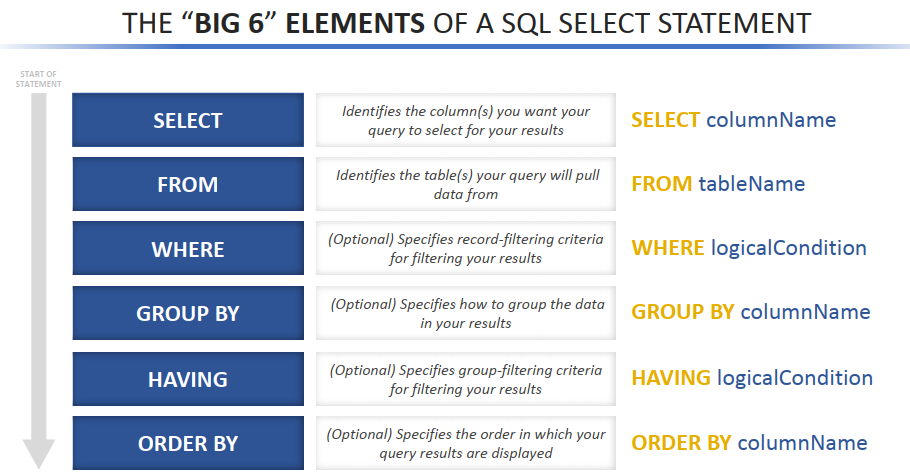 THE “BIG 6” ELEMENTS OF A SQL SELECT STATEMENT
START OF
STATEMENT
SELECT
Identifies the column(s) you want your
query to select for your results
SELECT columnName
FROM
Identifies the table(s) your query will pull
data from
FROM tableName
WHERE
(Optional) Specifies record-filtering criteria
for filtering your results
WHERE logicalCondition
GROUP BY
(Optional) Specifies how to group the data
in your results
GROUP BY columnName
HAVING
(Optional) Specifies group-filtering criteria
for filtering your results
HAVING logicalCondition
ORDER BY
(Optional) Specifies the order in which your
query results are displayed
ORDER BY columnName